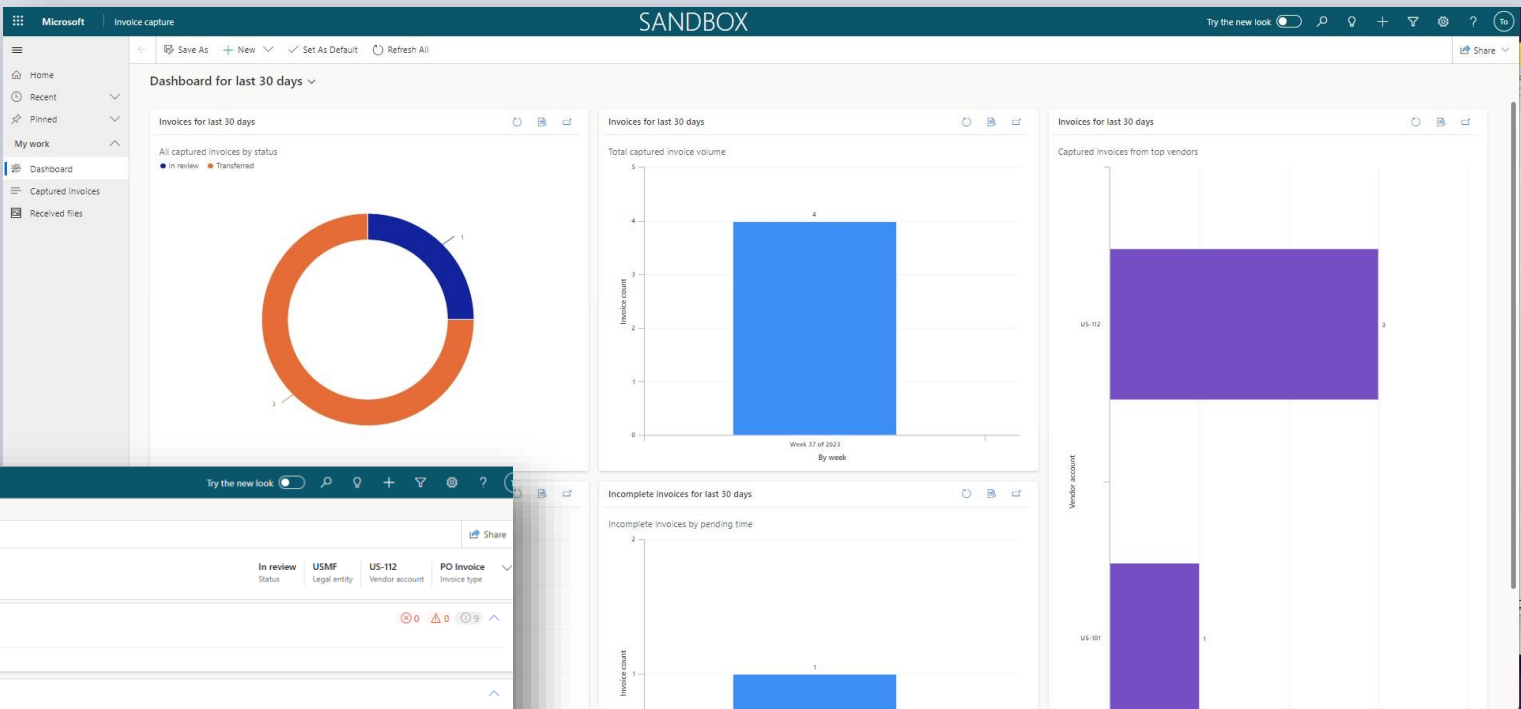 Microsoft Invoice capture
SANDBOX
Try the new look
?
To
Save As New Set As Default Refresh All
Share
Home
Recent
Pinned
My work
Dashboard
Captured invoices
Received files
Dashboard for last 30 days
Invoices for last 30 days
All captured invoices by status
In review Transferred
1
3
Invoices for last 30 days
Total captured invoice volume
5
4
4
3
2
1
0
Invoice count
Week 37 of 2023
By week
Invoices for last 30 days
Captured invoices from top vendors
US-112
3
Vendor account
US-101
1
Incomplete invoices for last 30 days
Incomplete invoices by pending time
2
1
1
Invoice count
Try the new look
?
Share
In review USMF US-112 PO Invoice
Status Legal entity Vendor account Invoice type
0 0 9